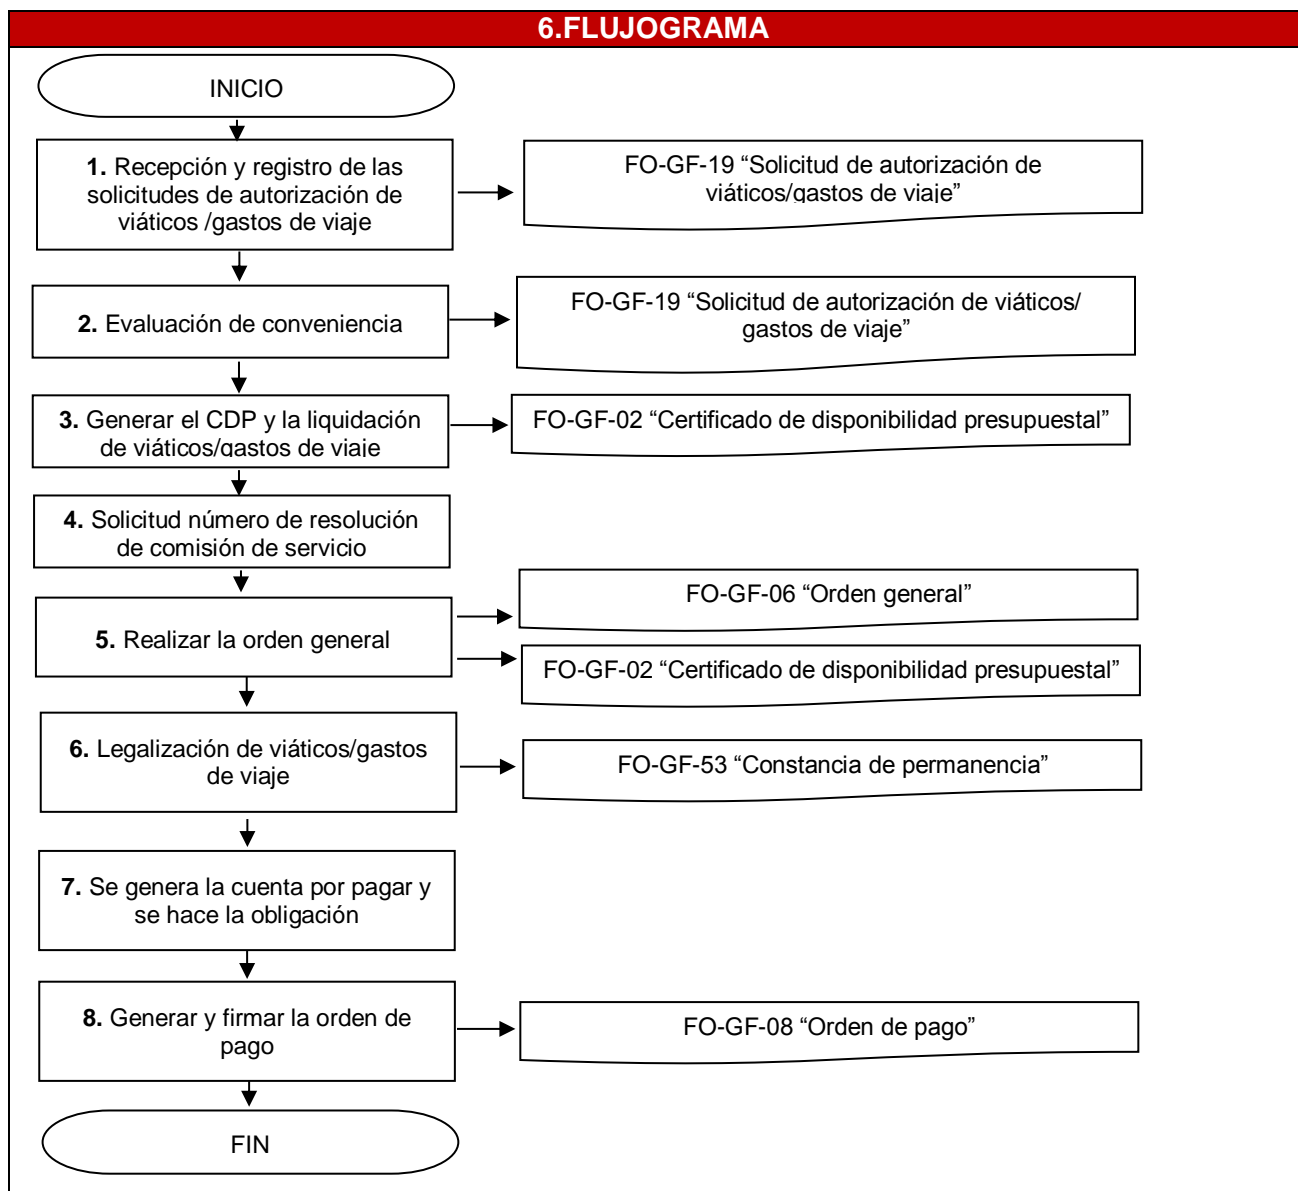 6.FLUJOGRAMA
INICIO
1. Recepción y registro de las
solicitudes de autorización de
viáticos /gastos de viaje
FO-GF-19 “Solicitud de autorización de
viáticos/gastos de viaje”
2. Evaluación de conveniencia
FO-GF-19 “Solicitud de autorización de viáticos/
gastos de viaje”
3. Generar el CDP y la liquidación
de viáticos/gastos de viaje
FO-GF-02 “Certificado de disponibilidad presupuestal”
4. Solicitud número de resolución
de comisión de servicio
5. Realizar la orden general
FO-GF-06 “Orden general”
FO-GF-02 “Certificado de disponibilidad presupuestal”
6. Legalización de viáticos/gastos
de viaje
FO-GF-53 “Constancia de permanencia”
7. Se genera la cuenta por pagar y
se hace la obligación
8. Generar y firmar la orden de
pago
FO-GF-08 “Orden de pago”
FIN